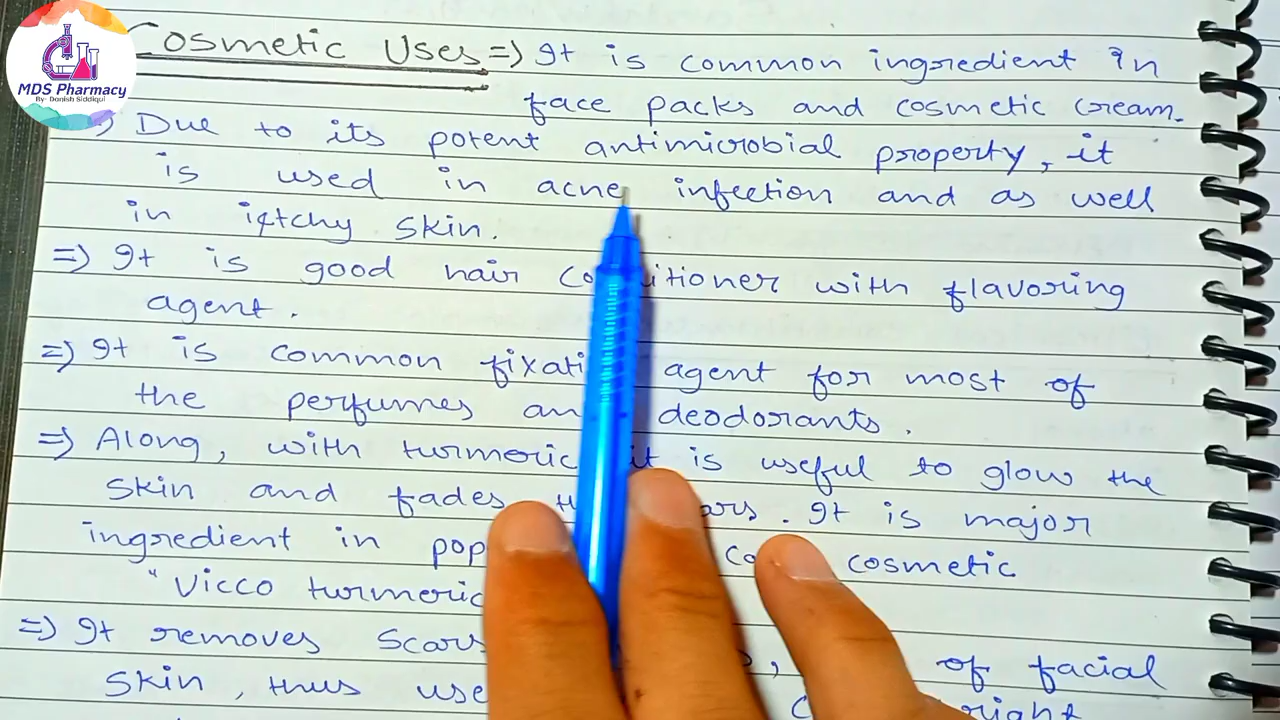 MDS Pharmacy
By- Danish Siddiqui
Cosmetic Uses => It is common ingredient in
face packs and cosmetic cream.
=> Due to its potent antimicrobial property, it
is used in acne infection and as well
in itchy skin.
=> It is good hair with flavoring
agent.
=> It is common agent for most of
the perfumes deodorants.
=> Along, with turmeric it is useful to glow the
skin and fades . It is major
ingredient in cosmetic
"Vicco turmeric
=> It removes scars , of facial
skin, thus